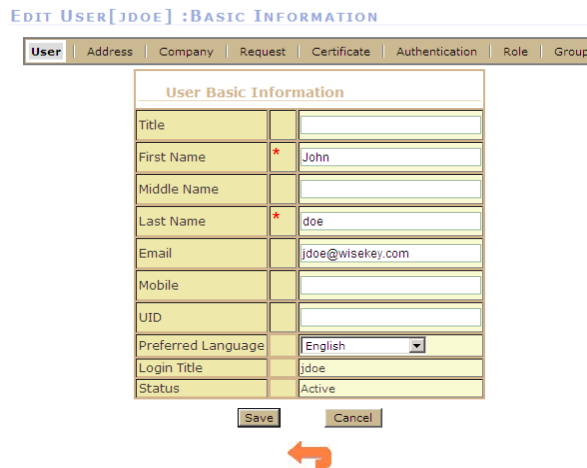 EDIT USER[JDOE] :BASIC INFORMATION
User | Address | Company | Request | Certificate | Authentication | Role | Group
User Basic Information
Title
First Name * John
Middle Name
Last Name * doe
Email jdoe@wisekey.com
Mobile
UID
Preferred Language English
Login Title jdoe
Status Active
Save Cancel